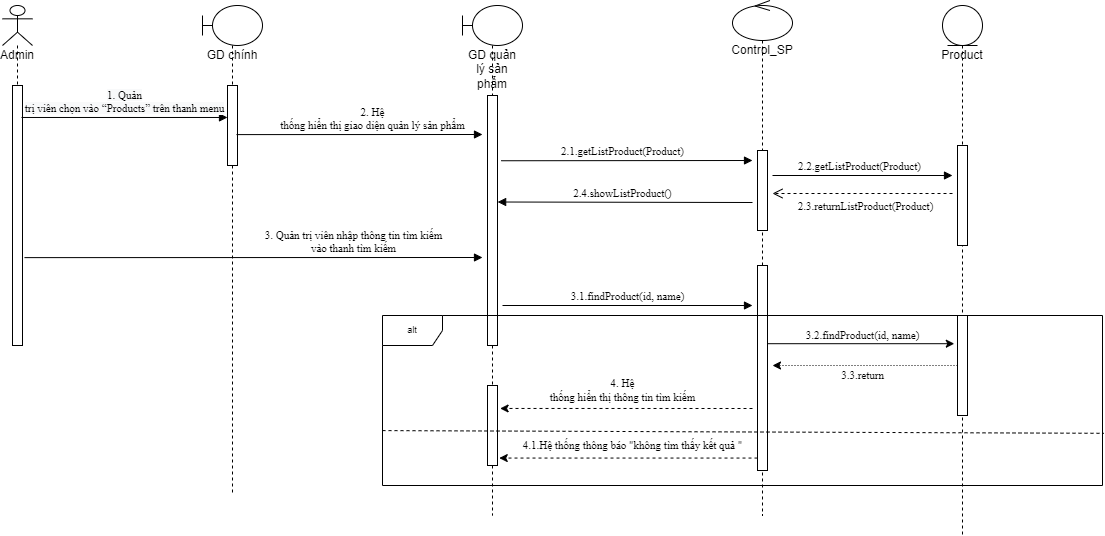 Admin
GD chính
GD quản
lý sản
phẩm
Control_SP
Product
1. Quản
trị viên chọn vào “Products” trên thanh menu
2. Hệ
thống hiển thị giao diện quản lý sản phẩm
2.1.getListProduct(Product)
2.2.getListProduct(Product)
2.4.showListProduct()
2.3.returnListProduct(Product)
3. Quản trị viên nhập thông tin tìm kiếm
vào thanh tìm kiếm
3.1.findProduct(id, name)
alt
3.2.findProduct(id, name)
3.3.return
4. Hệ
thống hiển thị thông tin tìm kiếm
4.1.Hệ thống thông báo "không tìm thấy kết quả "